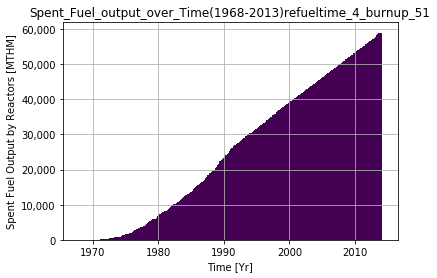 Spent_Fuel_output_over_Time(1968-2013)refueltime_4_burnup_51
60,000
50,000
40,000
30,000
20,000
10,000
0
Spent Fuel Output by Reactors [MTHM]
1970 1980 1990 2000 2010
Time [Yr]